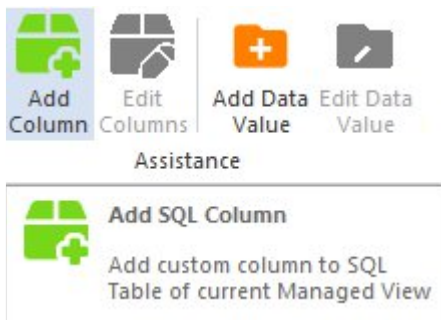 Add Edit Add Data Edit Data
Column Columns Value Value
Assistance
Add SQL Column
Add custom column to SQL
Table of current Managed View